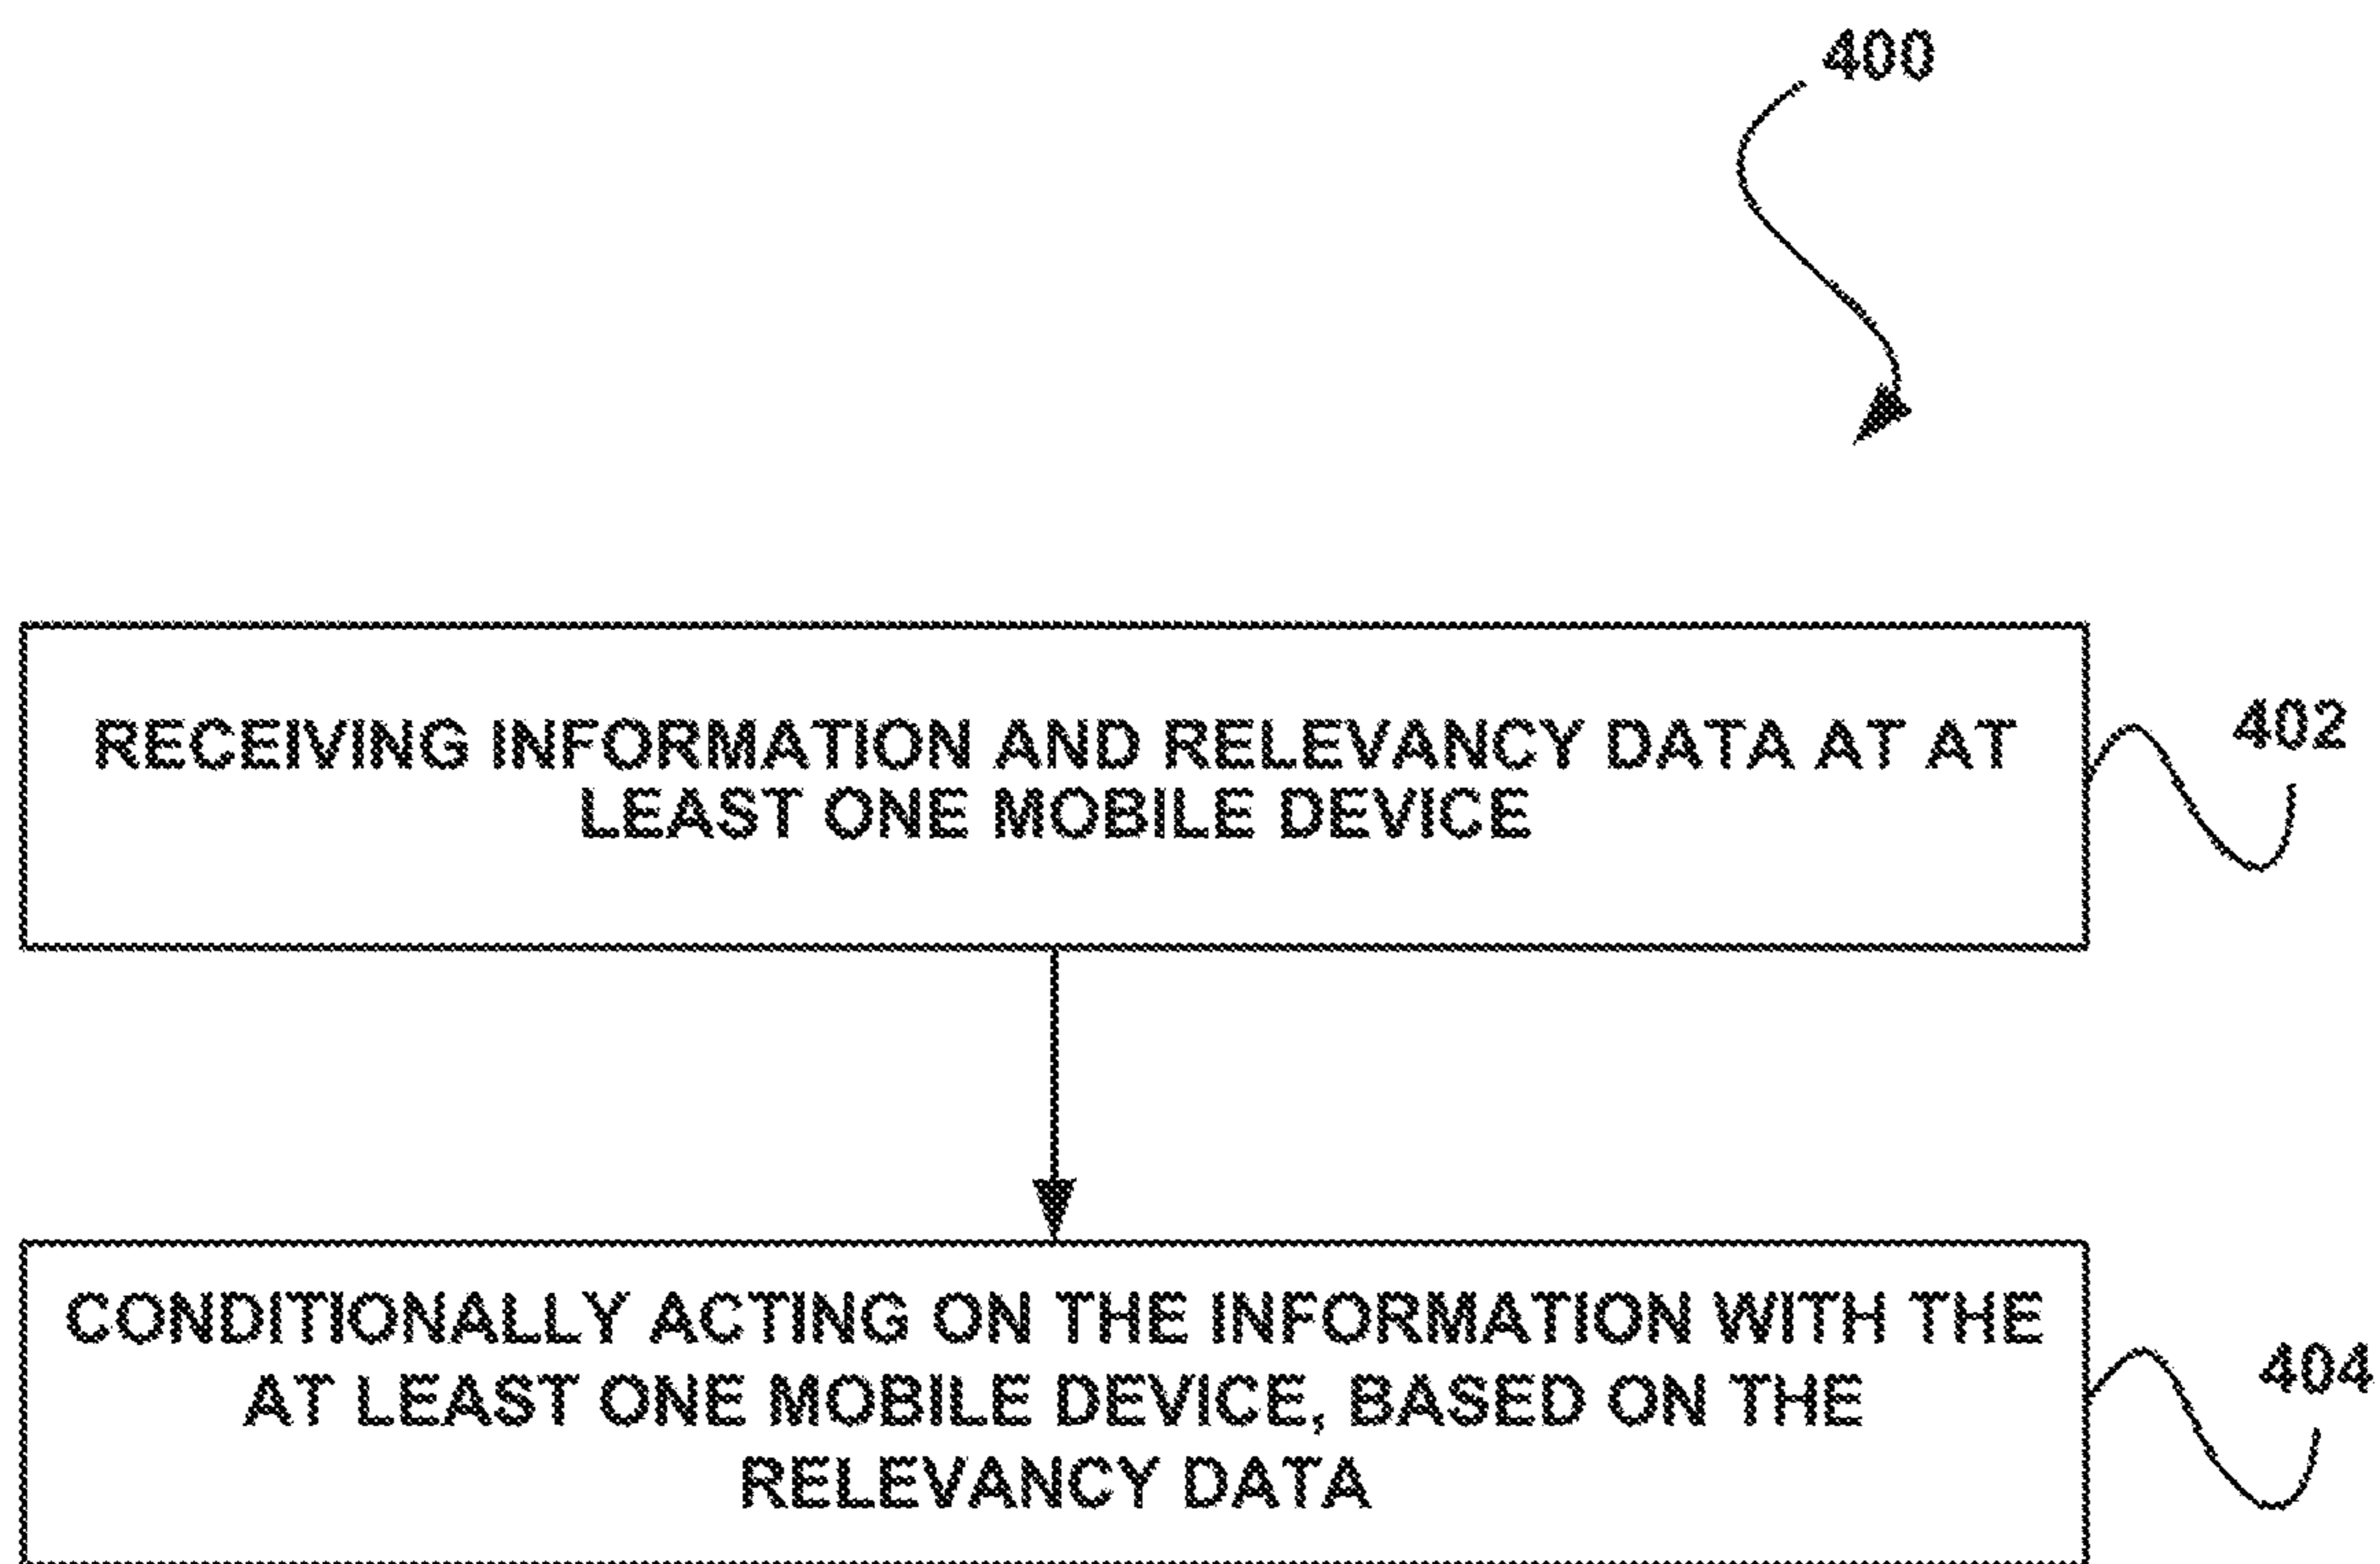 400
RECEIVING INFORMATION AND RELEVANCY DATA AT AT
LEAST ONE MOBILE DEVICE
402
CONDITIONALLY ACTING ON THE INFORMATION WITH THE
AT LEAST ONE MOBILE DEVICE, BASED ON THE
RELEVANCY DATA
404